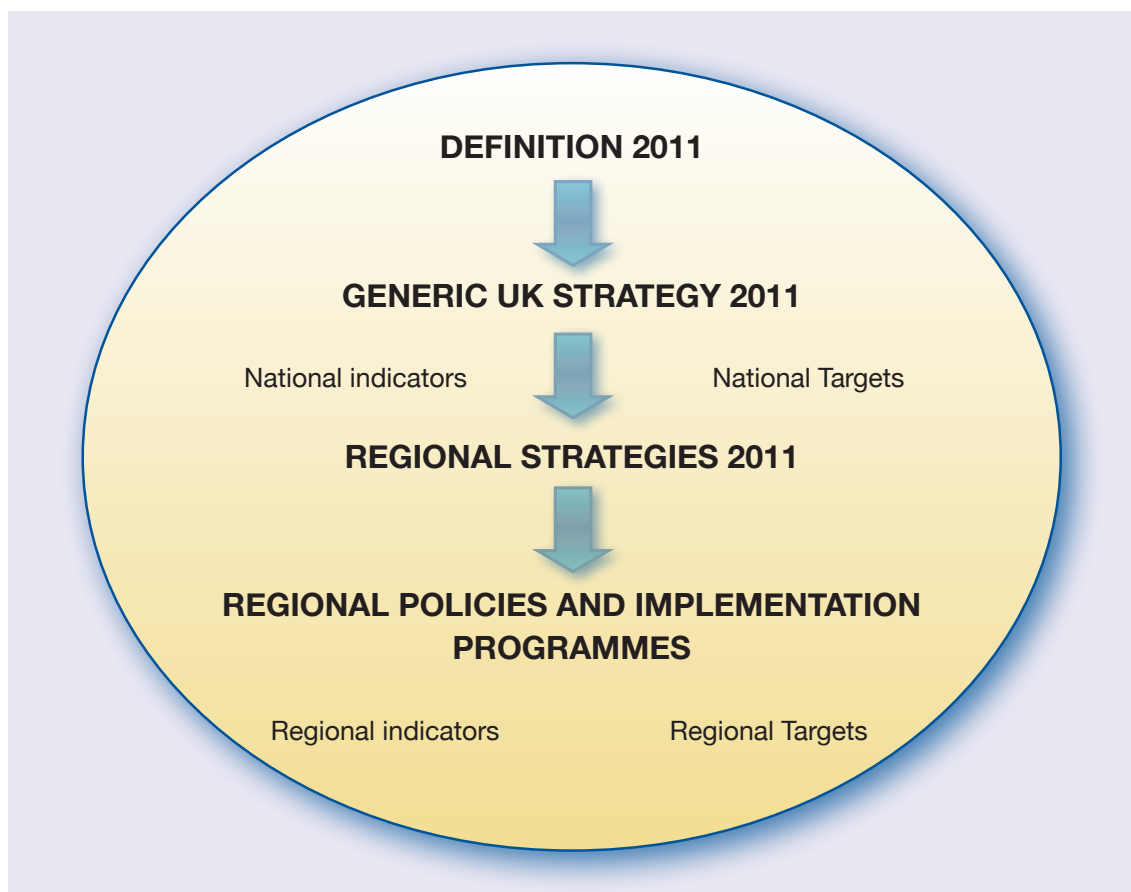 DEFINITION 2011
GENERIC UK STRATEGY 2011
National indicators
National Targets
REGIONAL STRATEGIES 2011
REGIONAL POLICIES AND IMPLEMENTATION
PROGRAMMES
Regional indicators
Regional Targets